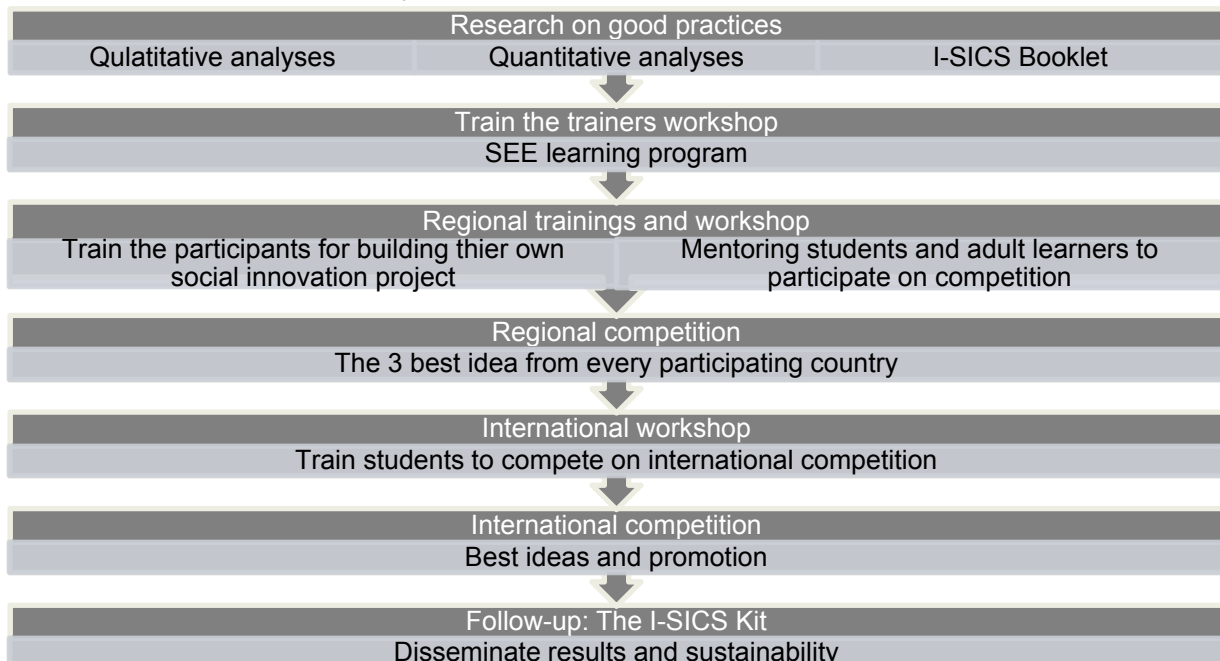 Research on good practices
Qulatitative analyses
Quantitative analyses
I-SICS Booklet
Train the trainers workshop
SEE learning program
Regional trainings and workshop
Train the participants for building thier own
social innovation project
Mentoring students and adult learners to
participate on competition
Regional competition
The 3 best idea from every participating country
International workshop
Train students to compete on international competition
International competition
Best ideas and promotion
Follow-up: The I-SICS Kit
Disseminate results and sustainability